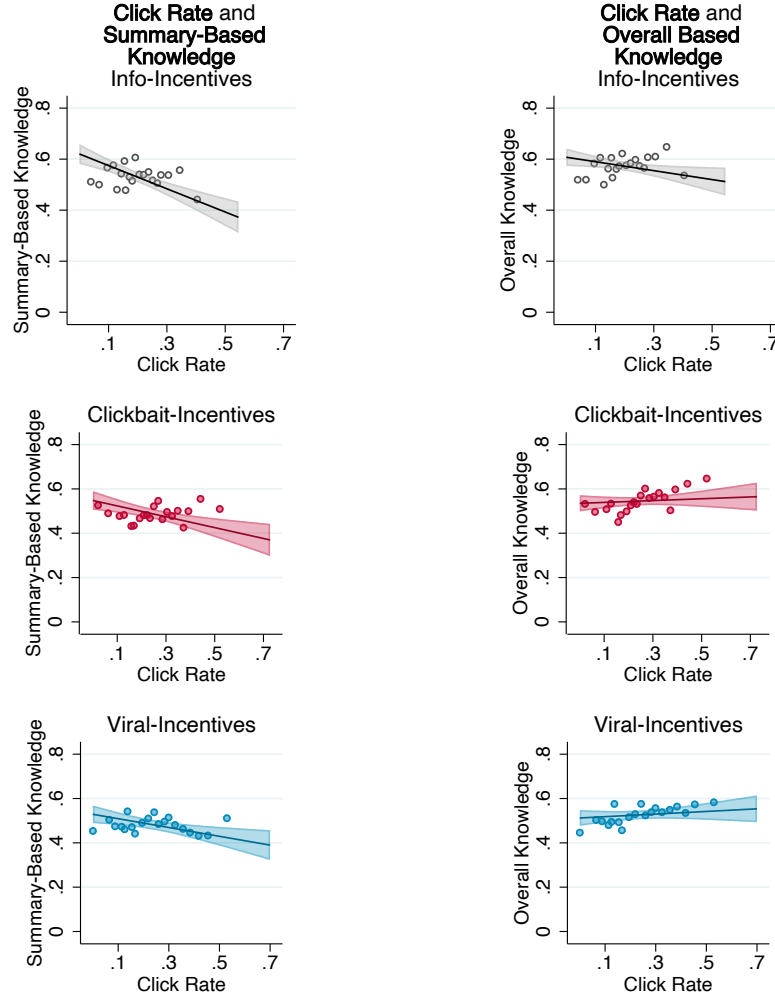 Click Rate and
Summary-Based
Knowledge
Info-Incentives
Summary-Based Knowledge
.8
.6
.4
.2
0
.1 .3 .5 .7
Click Rate
Click Rate and
Overall Based
Knowledge
Info-Incentives
Overall Knowledge
.8
.6
.4
.2
0
.1 .3 .5 .7
Click Rate
Clickbait-Incentives
Summary-Based Knowledge
.8
.6
.4
.2
0
.1 .3 .5 .7
Click Rate
Clickbait-Incentives
Overall Knowledge
.8
.6
.4
.2
0
.1 .3 .5 .7
Click Rate
Viral-Incentives
Summary-Based Knowledge
.8
.6
.4
.2
0
.1 .3 .5 .7
Click Rate
Viral-Incentives
Overall Knowledge
.8
.6
.4
.2
0
.1 .3 .5 .7
Click Rate